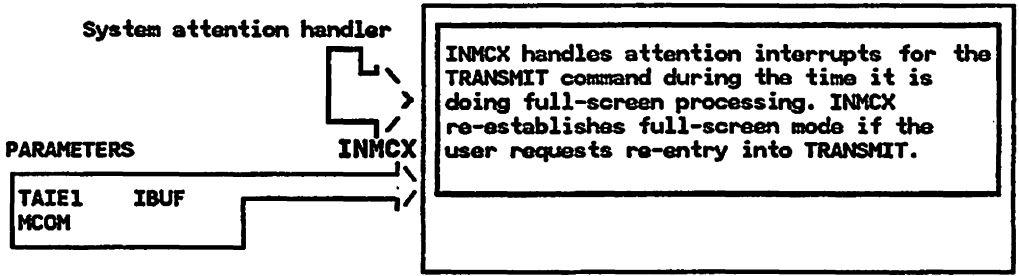 System attention handler
INMCX handles attention interrupts for the
TRANSMIT command during the time it is
doing full-screen processing. INMCX
re-establishes full-screen mode if the
user requests re-entry into TRANSMIT.
PARAMETERS
INMCX
TAIE1 IBUF
MCOM